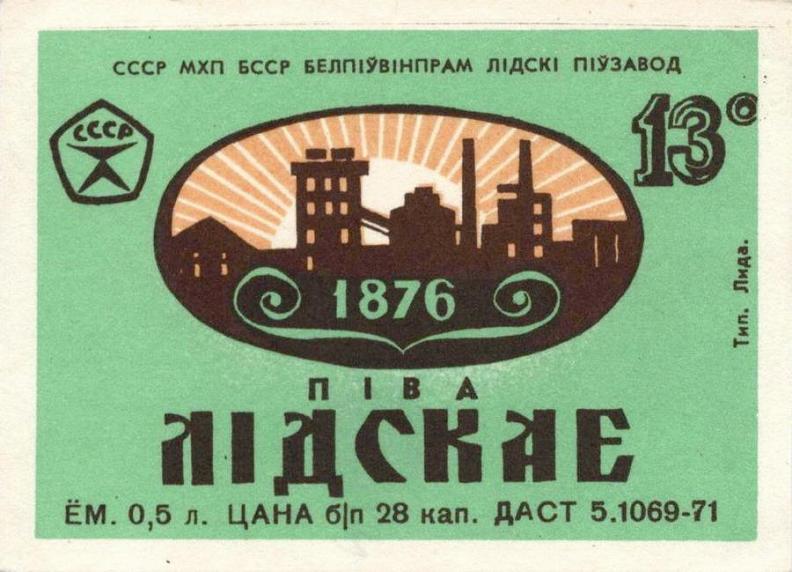 СССР МХП БССР БЕЛПІЎВІНПРАМ ЛІДСКІ ПІЎЗАВОД
СССР
13°
1876
Тип. Лида.
ПІВА
ЛІДСКАЕ
ЁМ. 0,5 л. ЦАНА б|п 28 кап. ДАСТ 5.1069-71